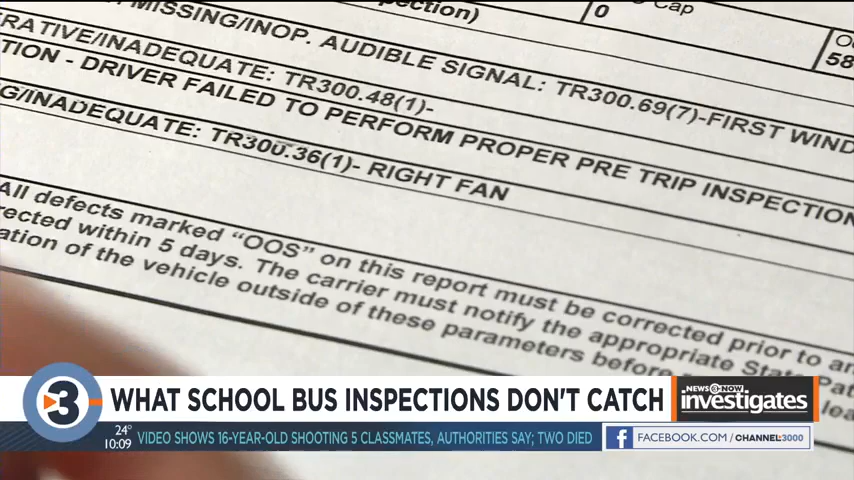 MISSING/INOP. AUDIBLE SIGNAL: TR300.69(7)-FIRST WIND
ection)
0
Cap
58
RATIVE/INADEQUATE: TR300.48(1)-
TION - DRIVER FAILED TO PERFORM PROPER PRE TRIP INSPECTION
G/INADEQUATE: TR300.36(1)- RIGHT FAN
All defects marked "OOS" on this report must be corrected prior to an
rected within 5 days. The carrier must notify the appropriate State Pat
ation of the vehicle outside of these parameters before
lea
3
WHAT SCHOOL BUS INSPECTIONS DON'T CATCH
NEWS 3 NOW
investigates
24°
10:09
VIDEO SHOWS 16-YEAR-OLD SHOOTING 5 CLASSMATES, AUTHORITIES SAY; TWO DIED
f FACEBOOK.COM / CHANNEL3000